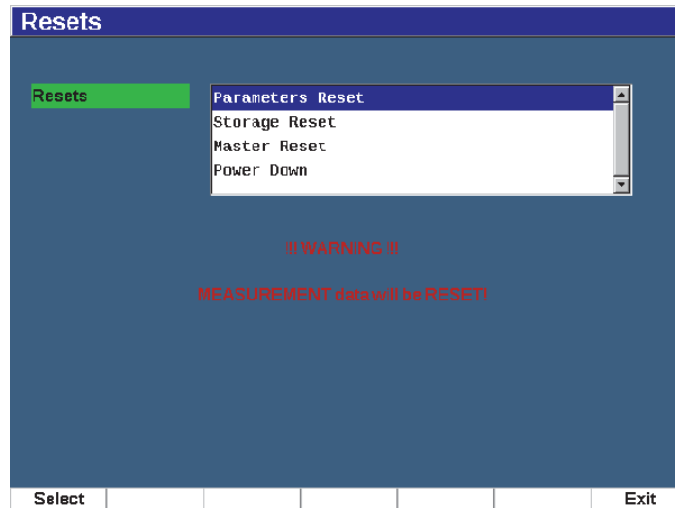 Resets
Resets
Parameters Reset
Storage Reset
Master Reset
Power Down
!!! WARNING !!!
MEASUREMENT data will be RESET!
Select
Exit